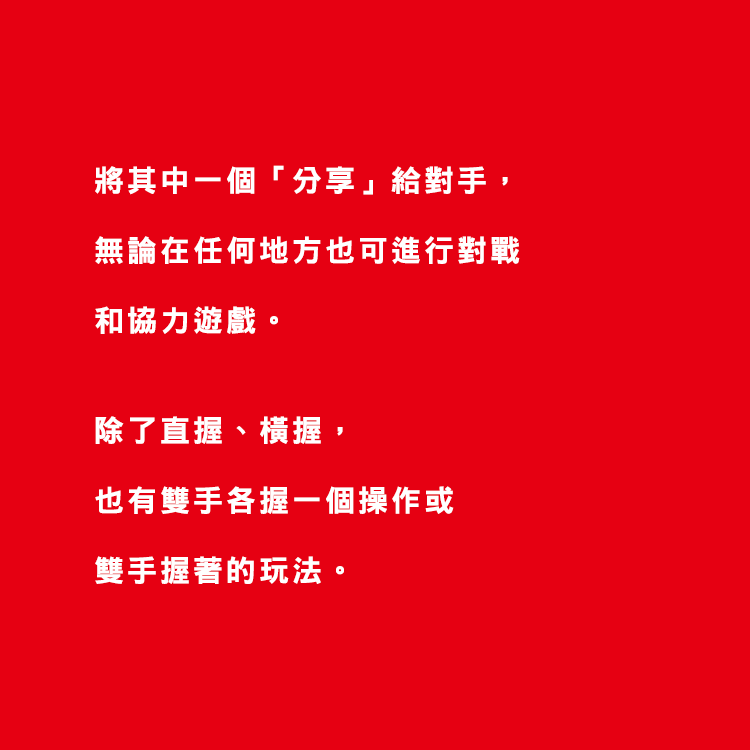 將其中一個「分享」給對手，
無論在任何地方也可進行對戰
和協力遊戲。
除了直握、橫握，
也有雙手各握一個操作或
雙手握著的玩法。